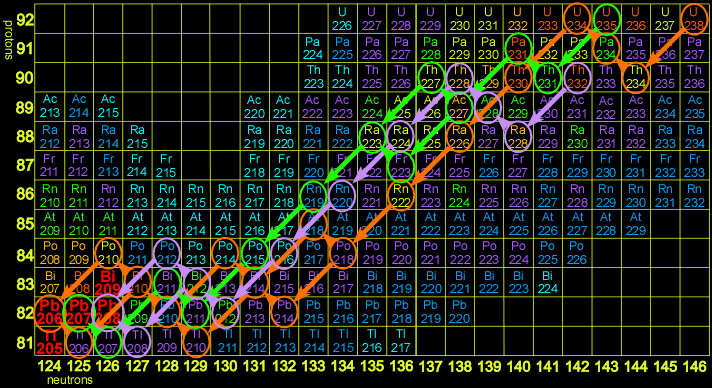 protons
92 U U U U U U U U U U U U U
226 227 228 229 230 231 232 233 234 235 236 237 238
91 Pa Pa Pa Pa Pa Pa Pa Pa Pa Pa Pa Pa Pa Pa
224 225 226 227 228 229 230 231 232 233 234 235 236 237
90 Th Th Th Th Th Th Th Th Th Th Th Th Th Th
223 224 225 226 227 228 229 230 231 232 233 234 235 236
89 Ac Ac Ac Ac Ac Ac Ac Ac Ac Ac Ac Ac Ac Ac Ac Ac Ac Ac Ac
213 214 215 220 221 222 223 224 225 226 227 228 229 230 231 232 233 234 235
88 Ra Ra Ra Ra Ra Ra Ra Ra Ra Ra Ra Ra Ra Ra Ra Ra Ra Ra Ra Ra
212 213 214 215 219 220 221 222 223 224 225 226 227 228 229 230 231 232 233 234
87 Fr Fr Fr Fr Fr Fr Fr Fr Fr Fr Fr Fr Fr Fr Fr Fr Fr Fr Fr Fr Fr
211 212 213 214 215 218 219 220 221 222 223 224 225 226 227 228 229 230 231 232 233
86 Rn Rn Rn Rn Rn Rn Rn Rn Rn Rn Rn Rn Rn Rn Rn Rn Rn Rn Rn Rn Rn Rn Rn
210 211 212 213 214 215 216 217 218 219 220 221 222 223 224 225 226 227 228 229 230 231 232
85 At At At At At At At At At At At At At At At At At At At At At
209 210 211 212 213 214 215 216 217 218 219 220 221 222 223 224 225 226 227 228 229
84 Po Po Po Po Po Po Po Po Po Po Po Po Po Po Po Po Po Po Po
208 209 210 211 212 213 214 215 216 217 218 219 220 221 222 223 224 225 226
83 Bi Bi Bi Bi Bi Bi Bi Bi Bi Bi Bi Bi Bi Bi Bi Bi Bi Bi
207 208 209 210 211 212 213 214 215 216 217 218 219 220 221 222 223 224
82 Pb Pb Pb Pb Pb Pb Pb Pb Pb Pb Pb Pb Pb Pb Pb
206 207 208 209 210 211 212 213 214 215 216 217 218 219 220
81 Tl Tl Tl Tl Tl Tl Tl Tl Tl Tl Tl Tl Tl
205 206 207 208 209 210 211 212 213 214 215 216 217
124 125 126 127 128 129 130 131 132 133 134 135 136 137 138 139 140 141 142 143 144 145 146
neutrons